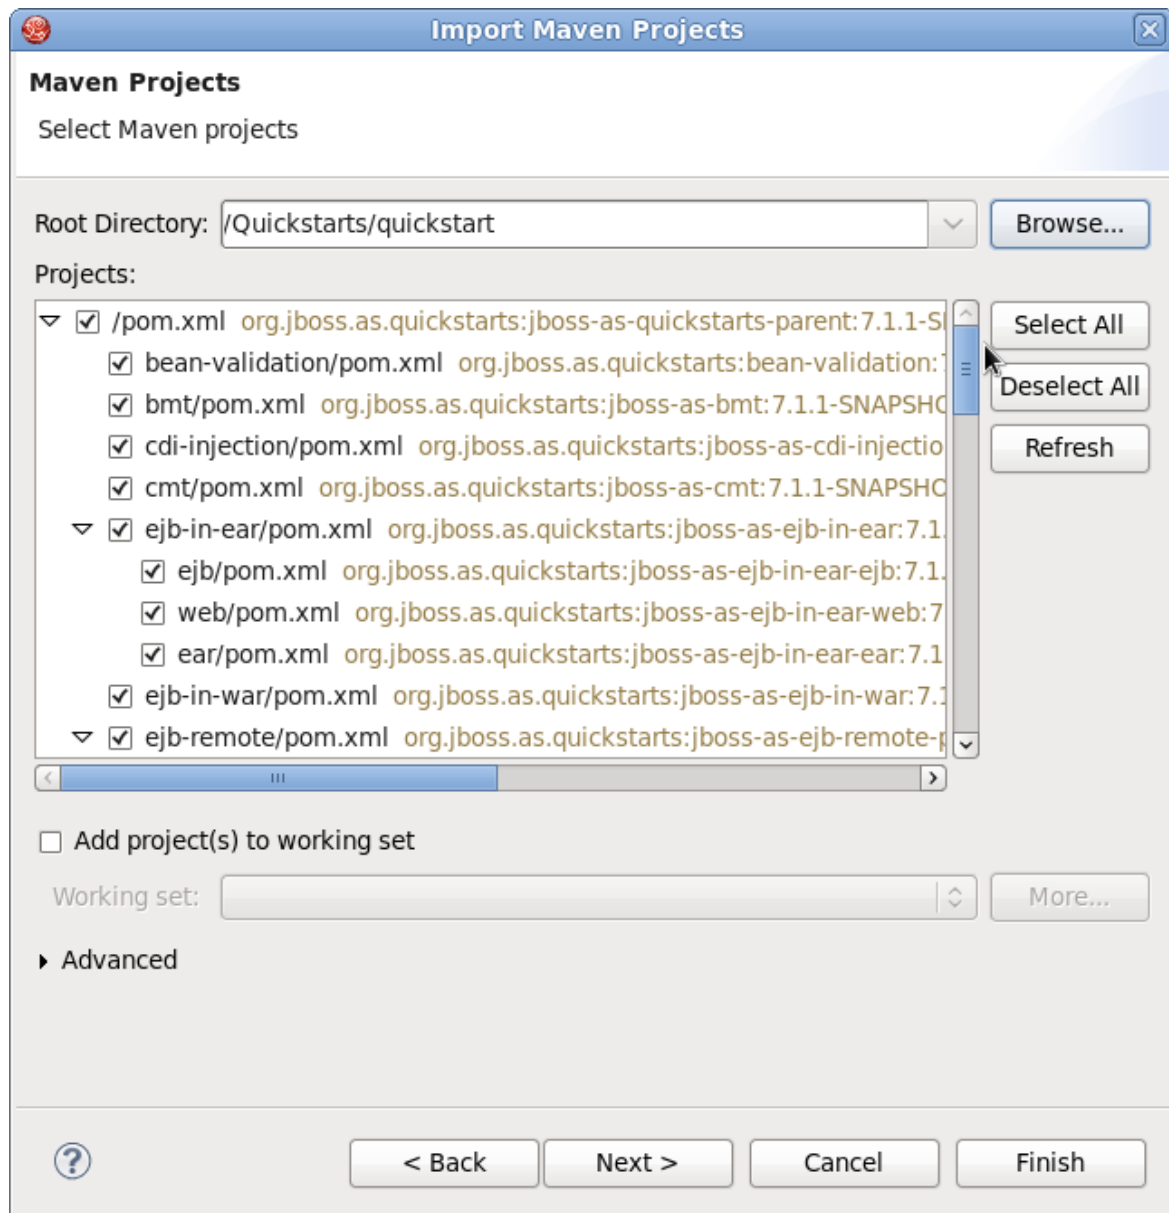 Import Maven Projects
Maven Projects
Select Maven projects
Root Directory: /Quickstarts/quickstart Browse...
Projects:
/pom.xml org.jboss.as.quickstarts:jboss-as-quickstarts-parent:7.1.1-S
Select All
bean-validation/pom.xml org.jboss.as.quickstarts:bean-validation:
Deselect All
bmt/pom.xml org.jboss.as.quickstarts:jboss-as-bmt:7.1.1-SNAPSHO
cdi-injection/pom.xml org.jboss.as.quickstarts:jboss-as-cdi-injectio
Refresh
cmt/pom.xml org.jboss.as.quickstarts:jboss-as-cmt:7.1.1-SNAPSHO
ejb-in-ear/pom.xml org.jboss.as.quickstarts:jboss-as-ejb-in-ear:7.1.
ejb/pom.xml org.jboss.as.quickstarts:jboss-as-ejb-in-ear-ejb:7.1.
web/pom.xml org.jboss.as.quickstarts:jboss-as-ejb-in-ear-web:7
ear/pom.xml org.jboss.as.quickstarts:jboss-as-ejb-in-ear-ear:7.1
ejb-in-war/pom.xml org.jboss.as.quickstarts:jboss-as-ejb-in-war:7.1
ejb-remote/pom.xml org.jboss.as.quickstarts:jboss-as-ejb-remote-p
Add project(s) to working set
Working set: More...
Advanced
? < Back Next > Cancel Finish